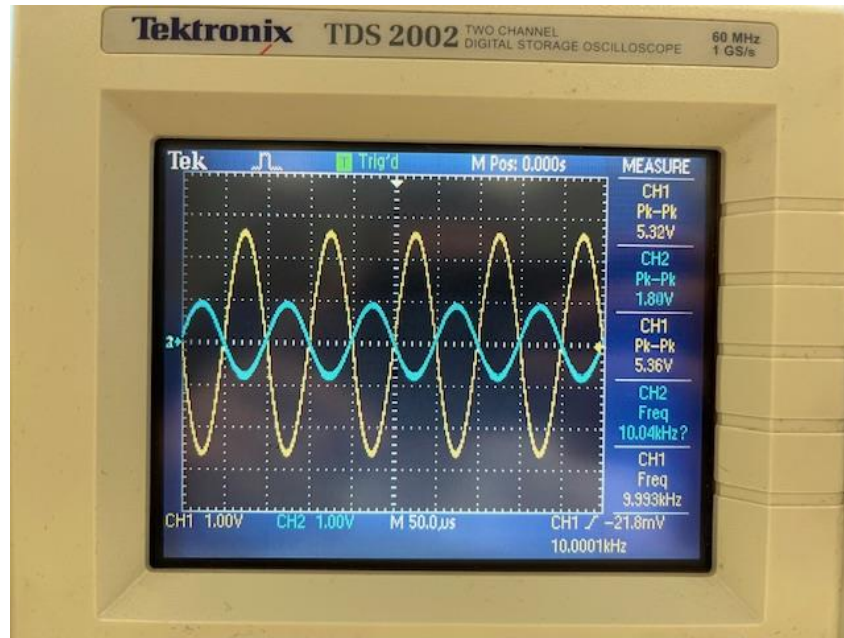 Tektronix TDS 2002 TWO CHANNEL
DIGITAL STORAGE OSCILLOSCOPE
60 MHz
1 GS/s
Tek T Trig'd M Pos: 0.000s MEASURE
CH1
Pk-Pk
5.32V
CH2
Pk-Pk
1.80V
CH1
Pk-Pk
5.36V
CH2
Freq
10.04kHz?
CH1
Freq
9.993kHz
2
CH1 1.00V CH2 1.00V M 50.0µs CH1 -21.8mV
10.0001kHz